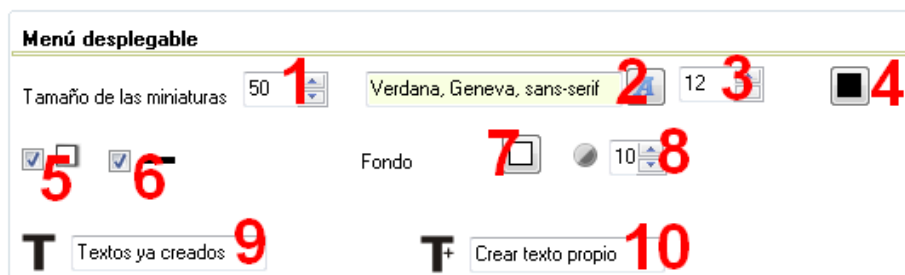 Menú desplegable
Tamaño de las miniaturas 50 1 Verdana, Geneva, sans-serif 2 A 12 3 4
5 6 Fondo 7 10 8
T Textos ya creados 9 T+ Crear texto propio 10